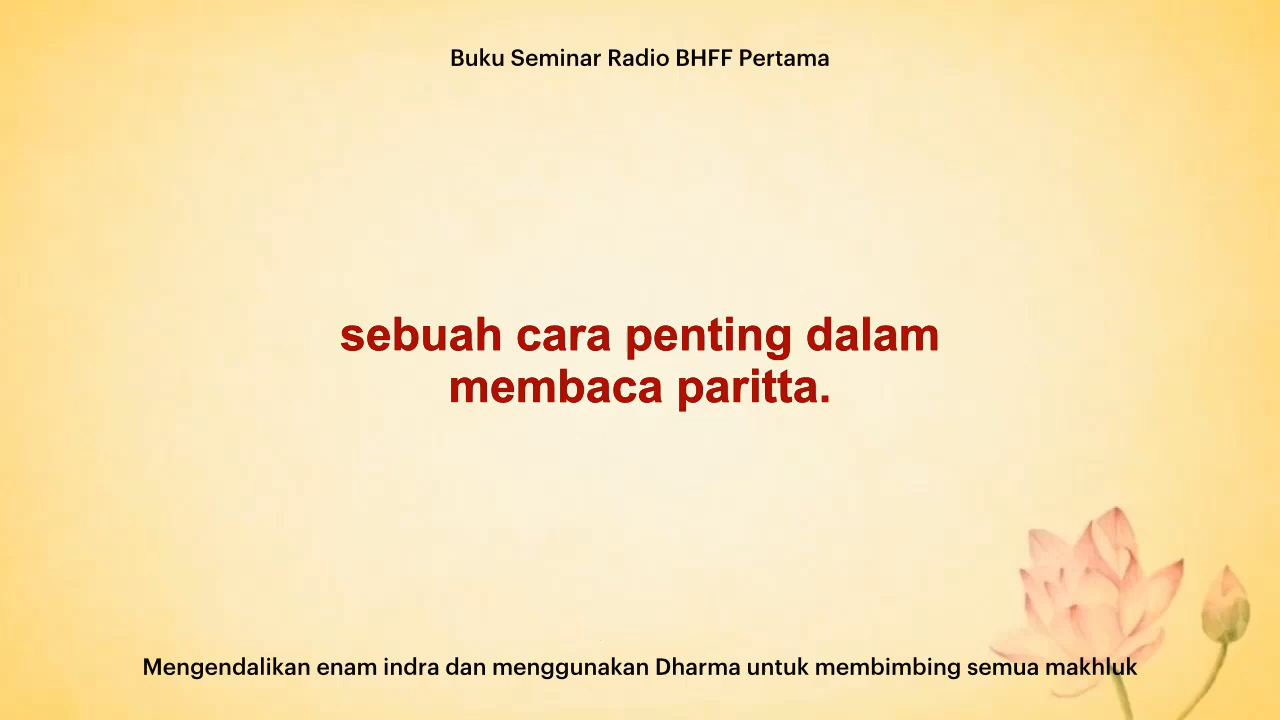 Buku Seminar Radio BHFF Pertama
sebuah cara penting dalam
membaca paritta.
Mengendalikan enam indra dan menggunakan Dharma untuk membimbing semua makhluk